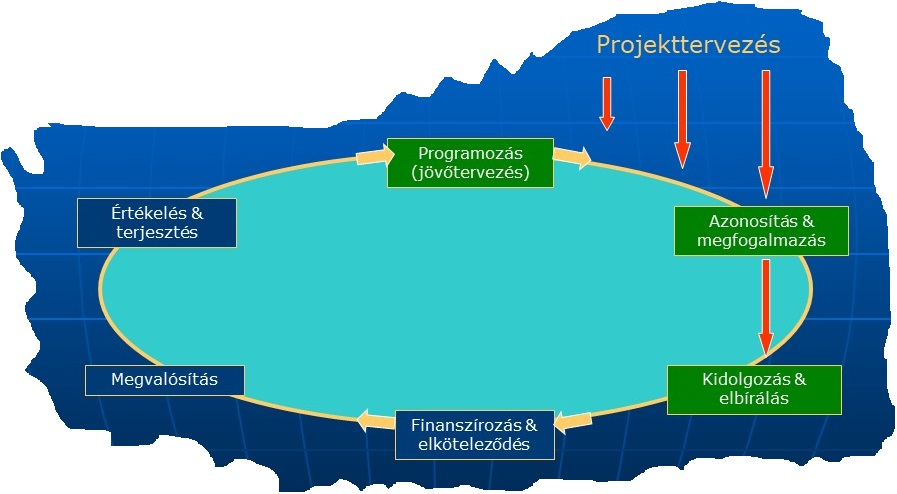 Projekttervezés
Programozás
(jövőtervezés)
Értékelés &
terjesztés
Azonosítás &
megfogalmazás
Megvalósítás
Kidolgozás &
elbírálás
Finanszírozás &
elköteleződés